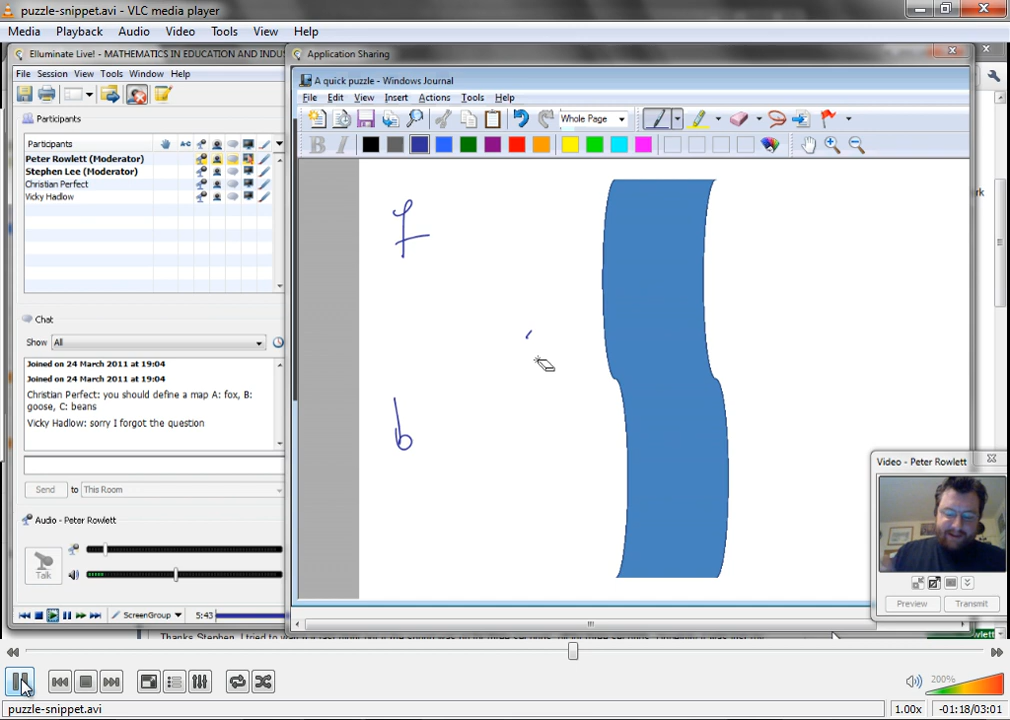 puzzle-snippet.avi - VLC media player
Media Playback Audio Video Tools View Help
Elluminate Live! - MATHEMATICS IN EDUCATION AND INDU
File Session View Tools Window Help
Participants
Participants
Peter Rowlett (Moderator)
Stephen Lee (Moderator)
Christian Perfect
Vicky Hadlow
Chat
Show All
Joined on 24 March 2011 at 19:04
Joined on 24 March 2011 at 19:04
Christian Perfect: you should define a map A: fox, B:
goose, C: beans
Vicky Hadlow: sorry I forgot the question
Send to This Room
Audio - Peter Rowlett
Talk
ScreenGroup 5:43
Application Sharing
A quick puzzle - Windows Journal
File Edit View Insert Actions Tools Help
Whole Page
B I
f
b
Video - Peter Rowlett
Preview Transmit
200%
puzzle-snippet.avi 1.00x -01:18/03:01